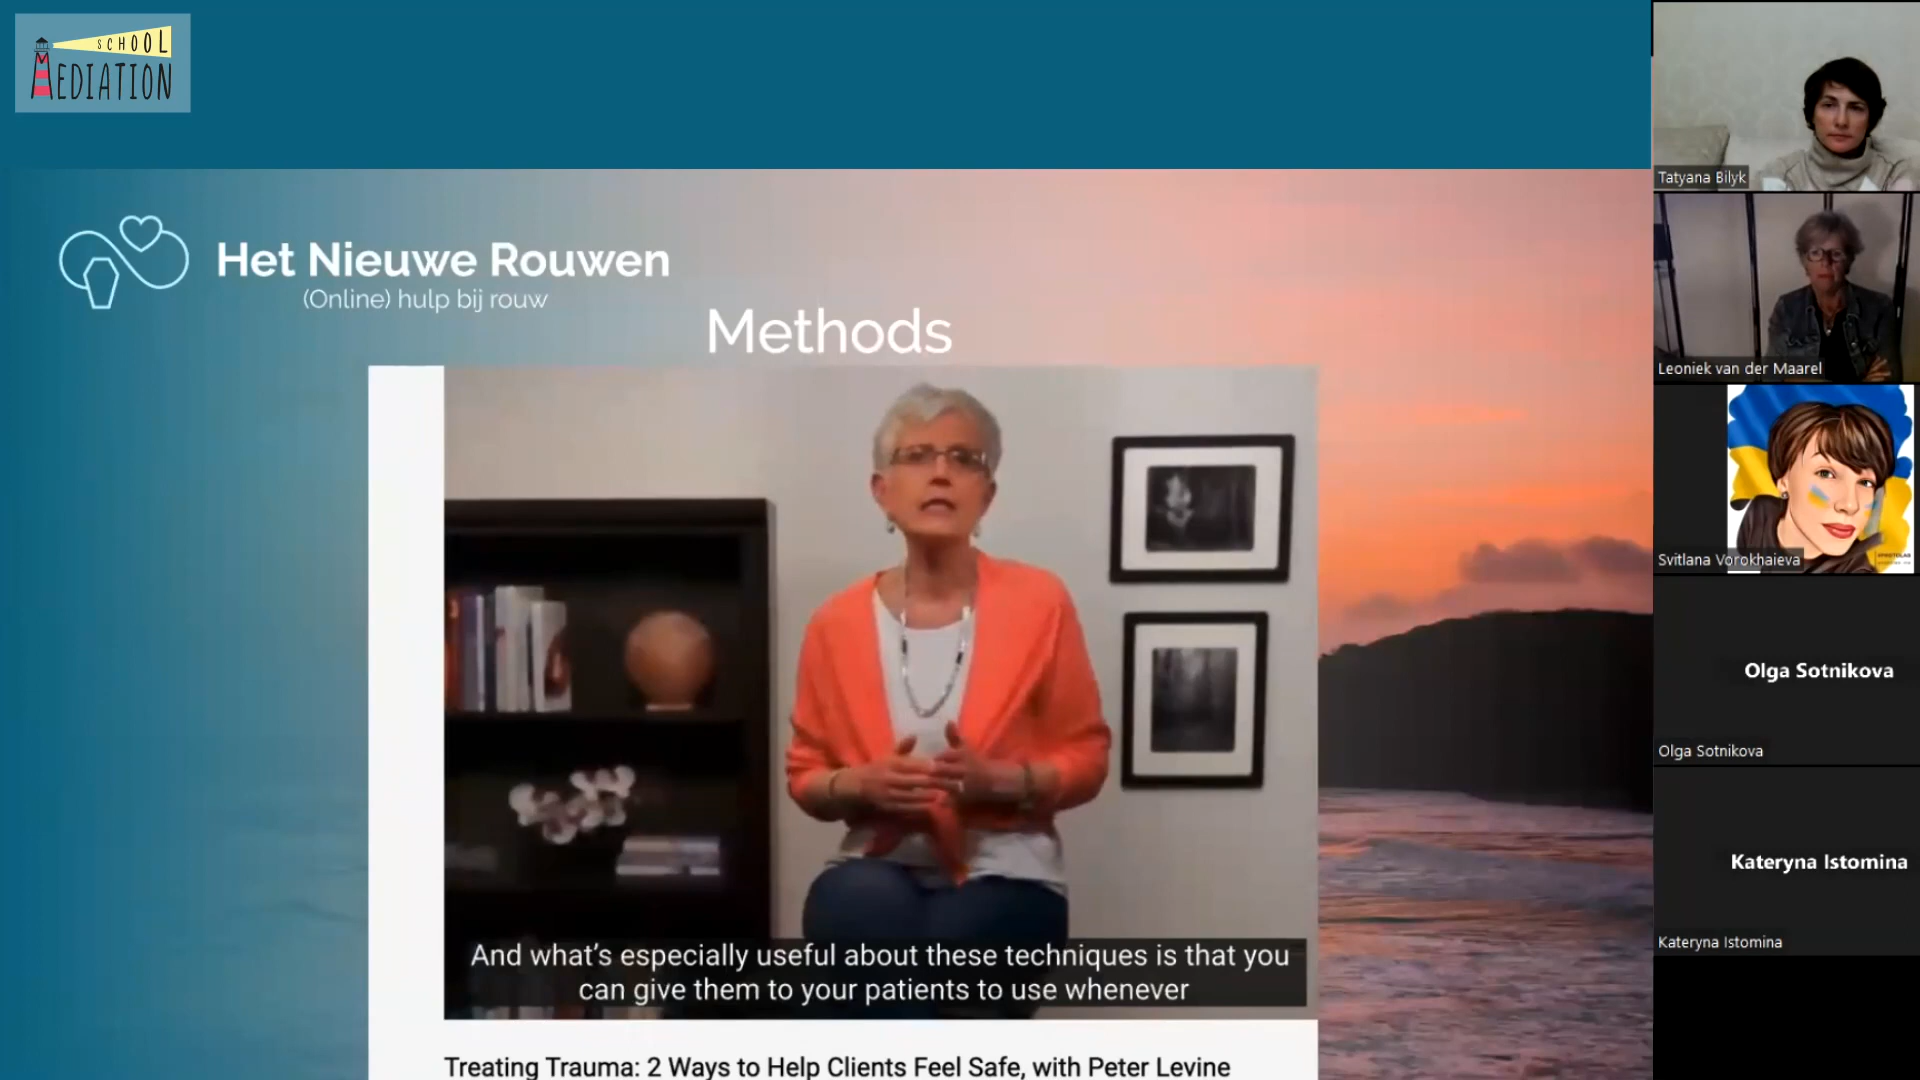 SCHOOL
MEDIATION
Het Nieuwe Rouwen
(Online) hulp bij rouw
Methods
And what's especially useful about these techniques is that you
can give them to your patients to use whenever
Treating Trauma: 2 Ways to Help Clients Feel Safe, with Peter Levine
Tatyana Bilyk
Leoniek van der Maarel
Svitlana Vorokhaieva
Olga Sotnikova
Olga Sotnikova
Kateryna Istomina
Kateryna Istomina